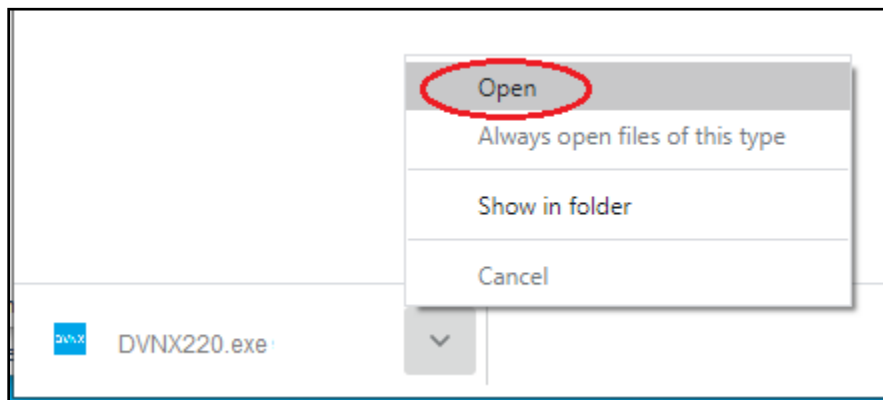 Open
Always open files of this type
Show in folder
Cancel
DVNX
DVNX220.exe